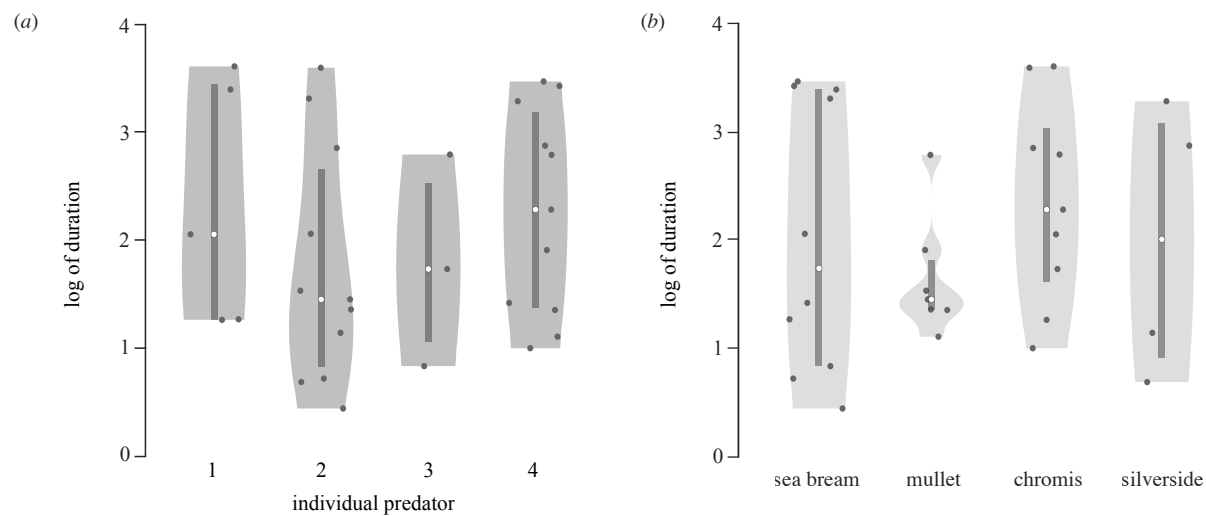 (a)
4
3
2
1
0
log of duration
1 2 3 4
individual predator
(b)
4
3
2
1
0
log of duration
sea bream mullet chromis silverside